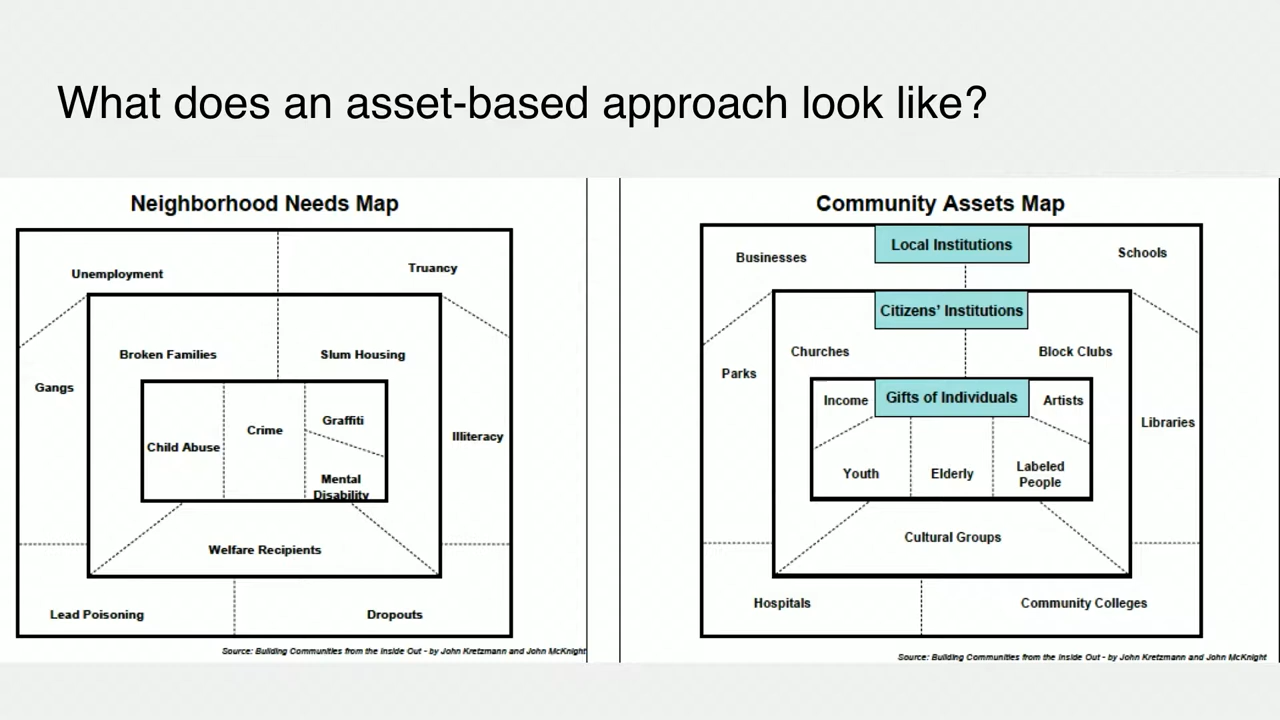 What does an asset-based approach look like?
Neighborhood Needs Map
Unemployment
Truancy
Broken Families
Slum Housing
Gangs
Graffiti
Crime
Child Abuse
Illiteracy
Mental
Disability
Welfare Recipients
Lead Poisoning
Dropouts
Source: Building Communities from the Inside Out - by John Kretzmann and John McKnight
Community Assets Map
Local Institutions
Businesses
Schools
Citizens' Institutions
Churches
Block Clubs
Parks
Income
Gifts of Individuals
Artists
Libraries
Youth
Elderly
Labeled
People
Cultural Groups
Hospitals
Community Colleges
Source: Building Communities from the Inside Out - by John Kretzmann and John McKnight